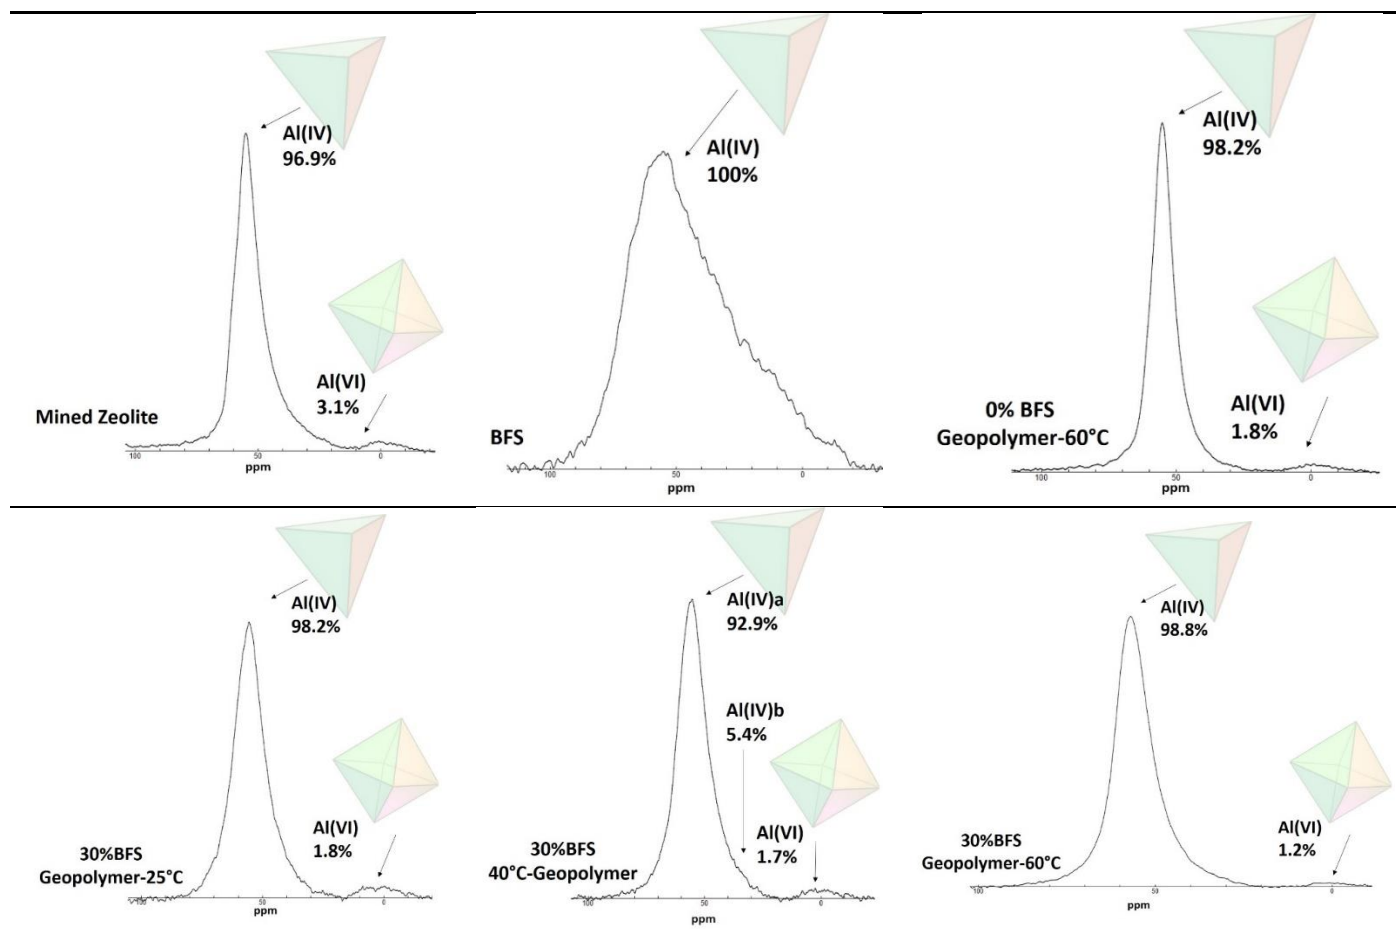 Al(IV)
96.9%
Al(VI)
3.1%
Mined Zeolite
100
50
0
ppm
Al(IV)
100%
BFS
100
50
0
ppm
Al(IV)
98.2%
Al(VI)
1.8%
0% BFS
Geopolymer-60°C
100
50
0
ppm
Al(IV)
98.2%
Al(VI)
1.8%
30%BFS
Geopolymer-25°C
100
50
0
ppm
Al(IV)a
92.9%
Al(IV)b
5.4%
Al(VI)
1.7%
30%BFS
40°C-Geopolymer
100
50
0
ppm
Al(IV)
98.8%
Al(VI)
1.2%
30%BFS
Geopolymer-60°C
100
50
0
ppm